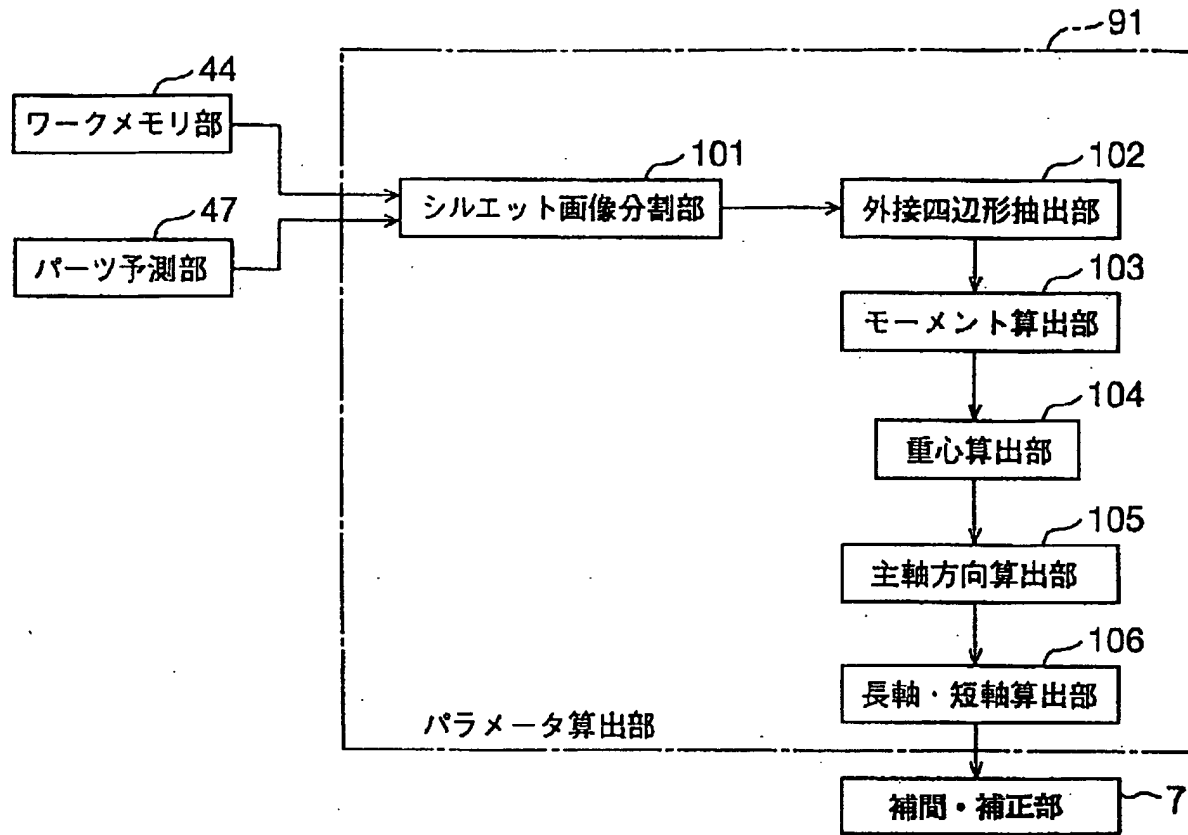 91
44
ワークメモリ部
101
102
シルエット画像分割部
外接四辺形抽出部
47
パーツ予測部
103
モーメント算出部
104
重心算出部
105
主軸方向算出部
106
長軸・短軸算出部
パラメータ算出部
補間・補正部
7